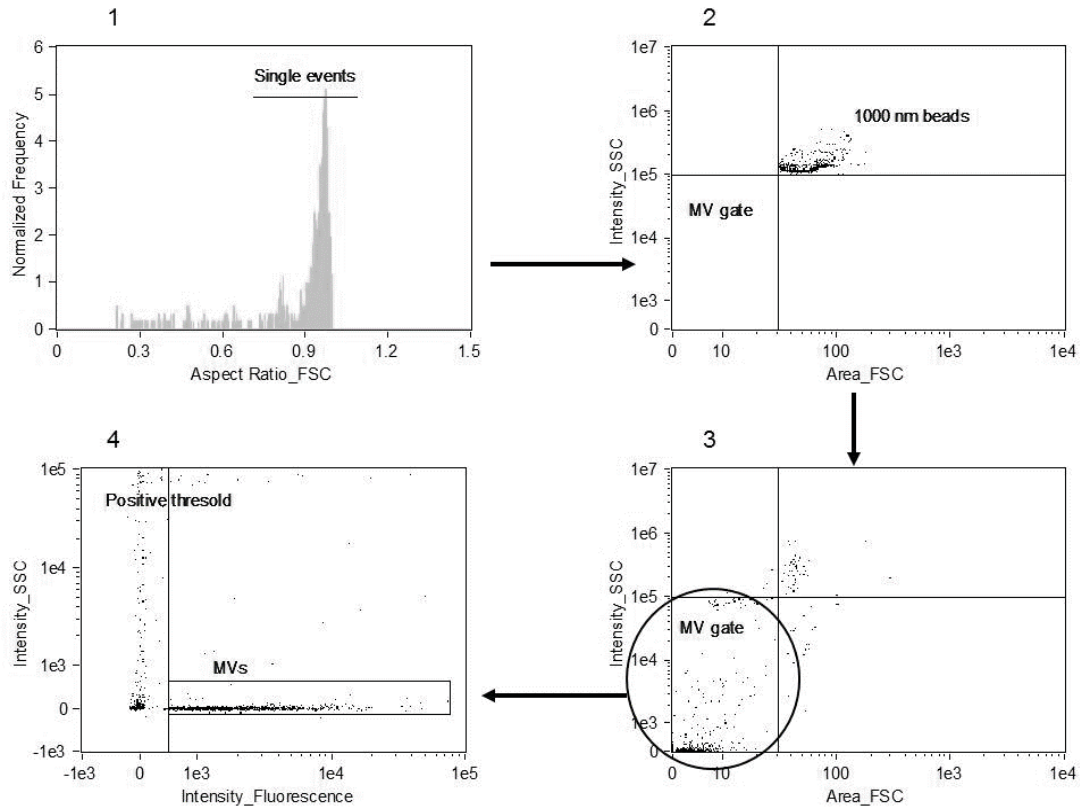 1
6
5
4
3
2
1
0
Normalized Frequency
Single events
0 0.3 0.6 0.9 1.2 1.5
Aspect Ratio_FSC
2
1e7
1e6
1e5
1e4
1e3
0
Intensity_SSC
1000 nm beads
MV gate
0 10 100 1e3 1e4
Area_FSC
4
1e5
1e4
1e3
0
-1e3
Intensity_SSC
Positive thresold
MVs
-1e3 0 1e3 1e4 1e5
Intensity_Fluorescence
3
1e7
1e6
1e5
1e4
1e3
0
Intensity_SSC
MV gate
0 10 100 1e3 1e4
Area_FSC